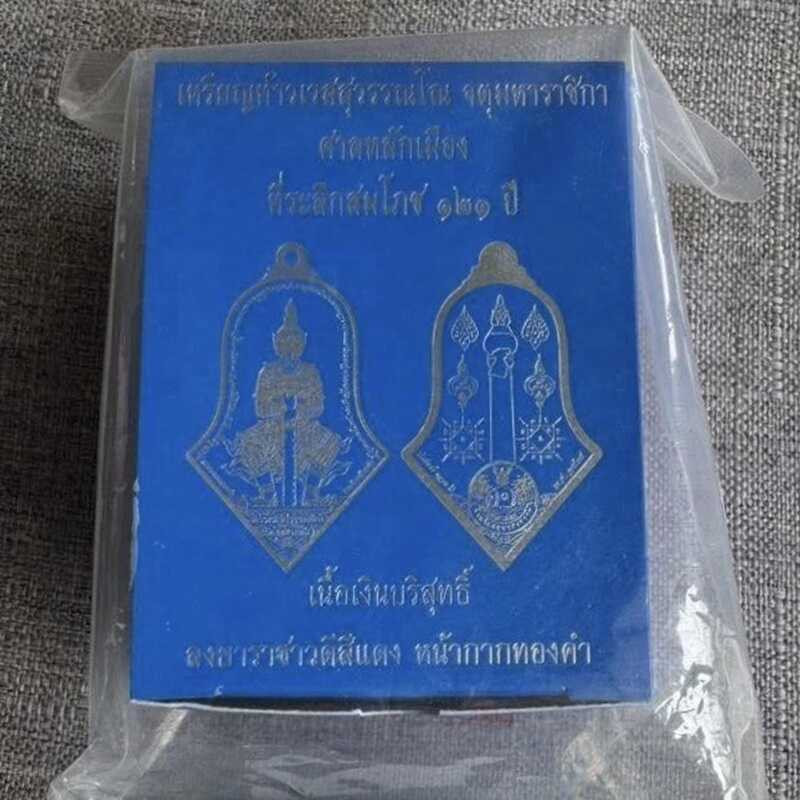 เหรียญท้าวเวสสุวรรณโณ จตุมหาราชิกา
ศาลหลักเมือง
ที่ระลึกสมโภช ๑๒๑ ปี
เนื้อเงินบริสุทธิ์
ลงยาราชาวดีสีแดง หน้ากากทองคำ